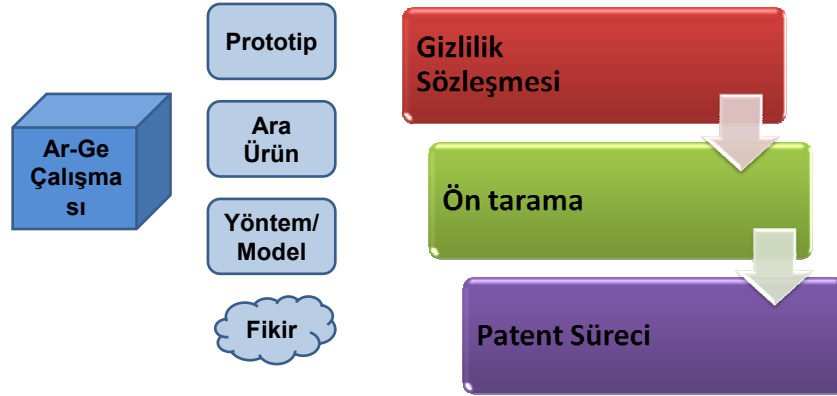 Ar-Ge
Çalışma
sı
Prototip
Ara
Ürün
Yöntem/
Model
Fikir
Gizlilik
Sözleşmesi
Ön tarama
Patent Süreci